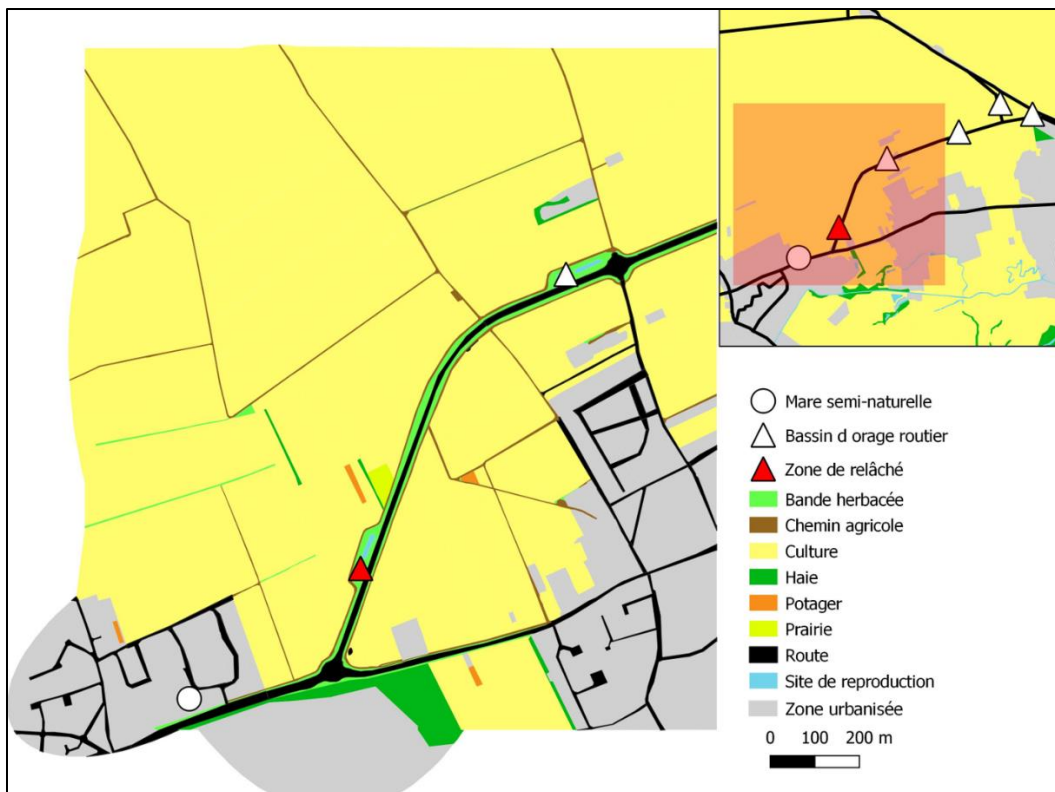 Mare semi-naturelle
Bassin d orage routier
Zone de relâché
Bande herbacée
Chemin agricole
Culture
Haie
Potager
Prairie
Route
Site de reproduction
Zone urbanisée
0 100 200 m